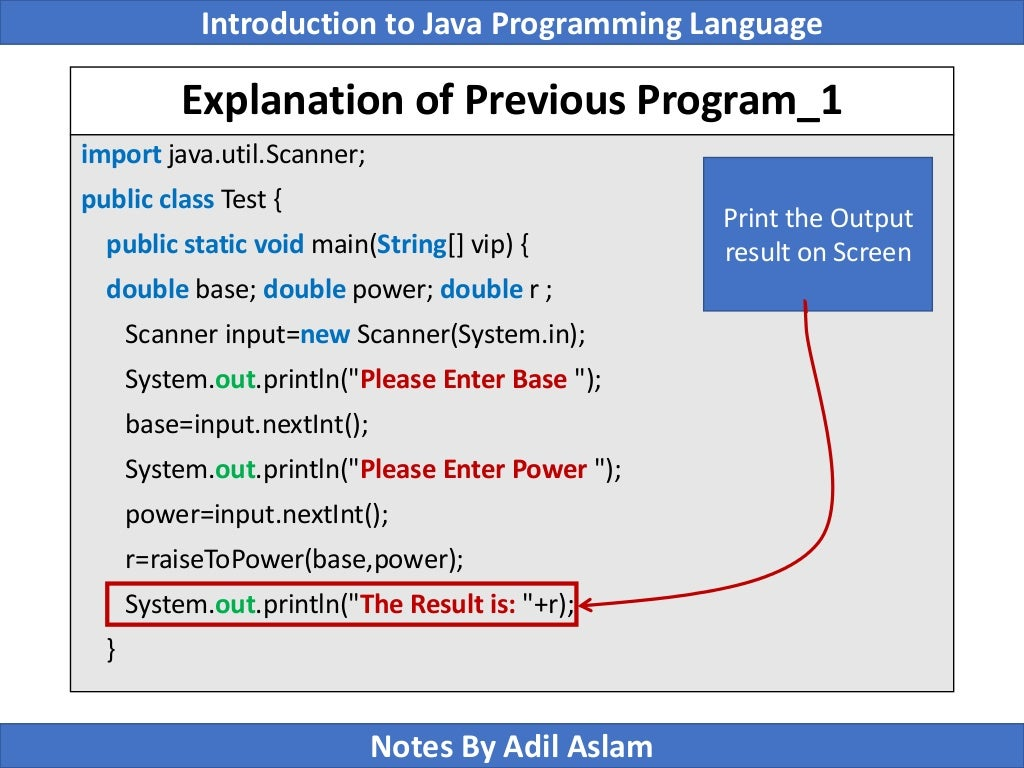 Introduction to Java Programming Language
Explanation of Previous Program_1
import java.util.Scanner;
public class Test {
public static void main(String[] vip) {
double base; double power; double r ;
Scanner input=new Scanner(System.in);
System.out.println("Please Enter Base ");
base=input.nextInt();
System.out.println("Please Enter Power ");
power=input.nextInt();
r=raiseToPower(base,power);
System.out.println("The Result is: "+r);
}
Print the Output
result on Screen
Notes By Adil Aslam